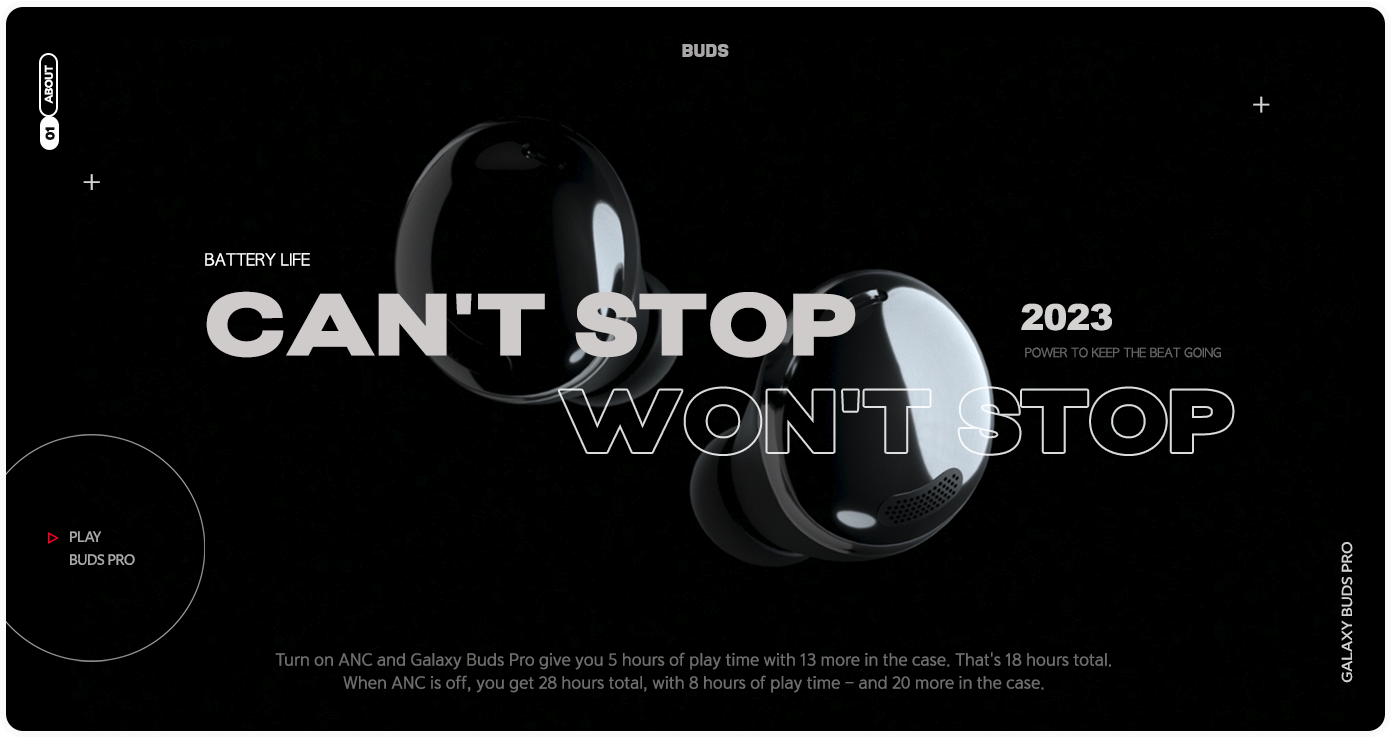 BUDS
ABOUT
01
BATTERY LIFE
CAN'T STOP
2023
POWER TO KEEP THE BEAT GOING
WON'T STOP
PLAY
BUDS PRO
GALAXY BUDS PRO
Turn on ANC and Galaxy Buds Pro give you 5 hours of play time with 13 more in the case. That's 18 hours total.
When ANC is off, you get 28 hours total, with 8 hours of play time – and 20 more in the case.